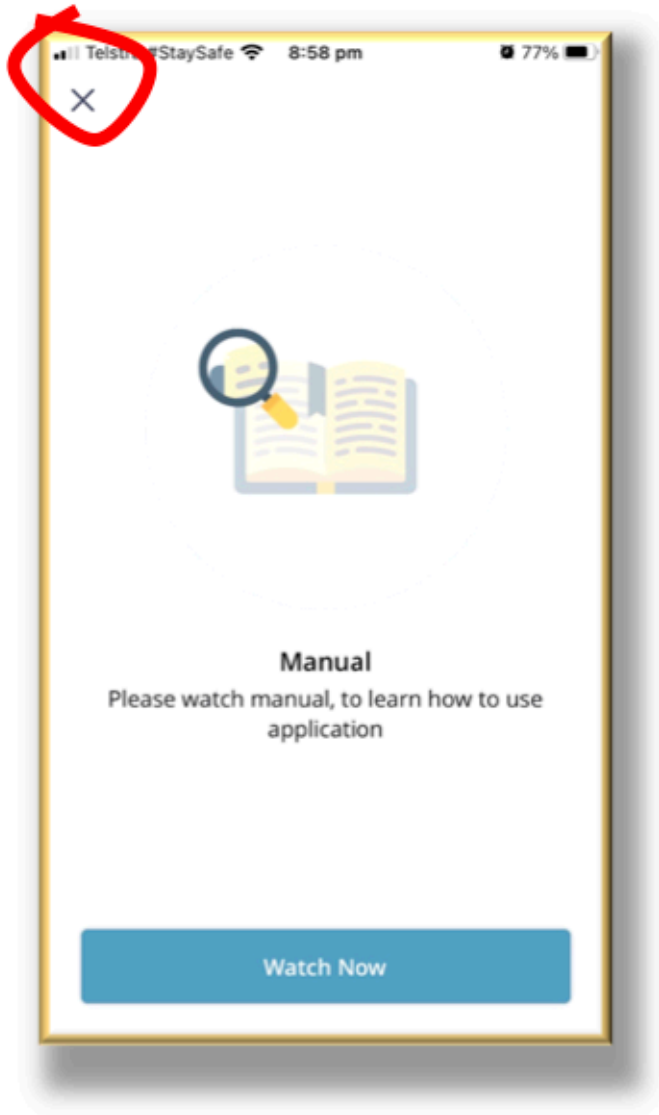 Telstra #StaySafe 8:58 pm 77%
Manual
Please watch manual, to learn how to use
application
Watch Now